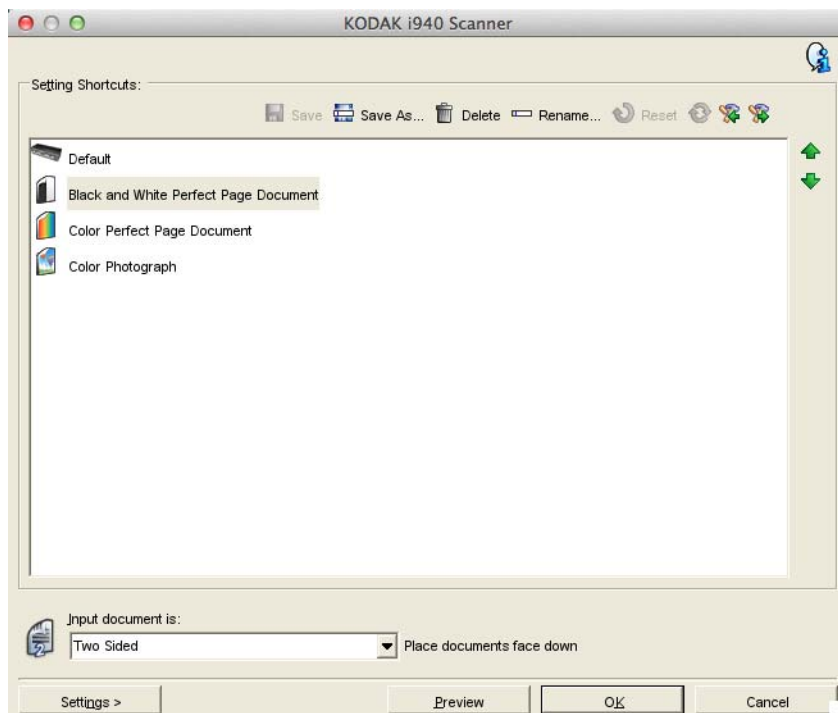 KODAK i940 Scanner
Setting Shortcuts:
Save Save As... Delete Rename... Reset
Default
Black and White Perfect Page Document
Color Perfect Page Document
Color Photograph
Input document is:
Two Sided Place documents face down
Settings > Preview OK Cancel